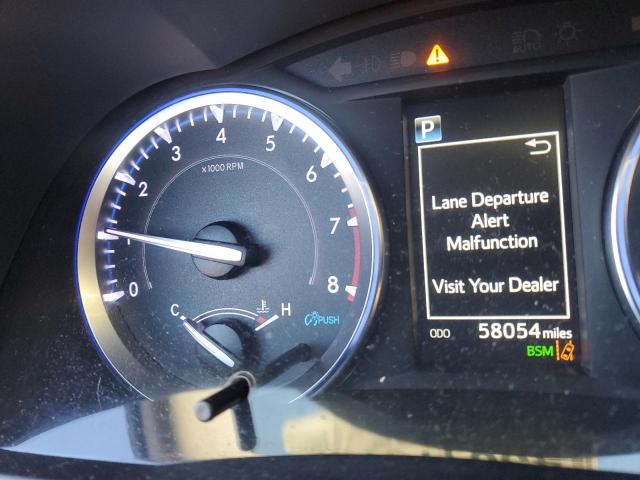 AUTO
P
Lane Departure
Alert
Malfunction
Visit Your Dealer
ODO 58054 miles
BSM
0
1
2
3
4
5
6
7
8
x1000 RPM
C H
PUSH